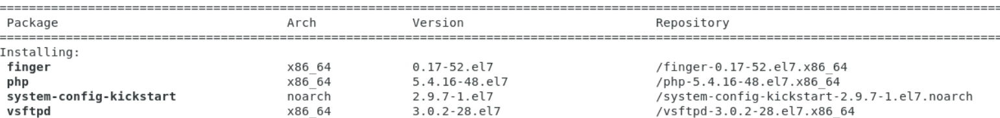 ================================================================================
Package Arch Version Repository
================================================================================
Installing:
finger x86_64 0.17-52.el7 /finger-0.17-52.el7.x86_64
php x86_64 5.4.16-48.el7 /php-5.4.16-48.el7.x86_64
system-config-kickstart noarch 2.9.7-1.el7 /system-config-kickstart-2.9.7-1.el7.noarch
vsftpd x86_64 3.0.2-28.el7 /vsftpd-3.0.2-28.el7.x86_64